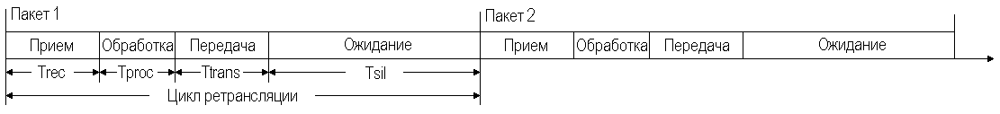 Пакет 1 Пакет 2
Прием Обработка Передача Ожидание Прием Обработка Передача Ожидание
Trec Tproc Ttrans Tsil
Цикл ретрансляции